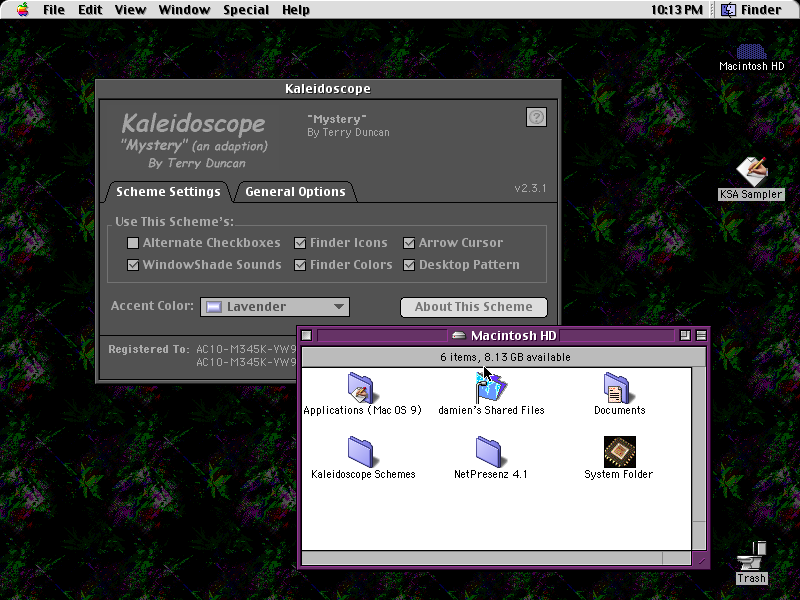 File Edit View Window Special Help 10:13 PM Finder
Macintosh HD
Kaleidoscope
Kaleidoscope
"Mystery" (an adaption)
By Terry Duncan
"Mystery"
By Terry Duncan
KSA Sampler
Scheme Settings General Options v2.3.1
Use This Scheme's:
Alternate Checkboxes Finder Icons Arrow Cursor
WindowShade Sounds Finder Colors Desktop Pattern
Accent Color: Lavender About This Scheme
Registered To: AC10-M345K-VW9
AC10-M345K-VW9
Macintosh HD
6 items, 8.13 GB available
Applications (Mac OS 9) damien's Shared Files Documents
Kaleidoscope Schemes NetPresenz 4.1 System Folder
Trash